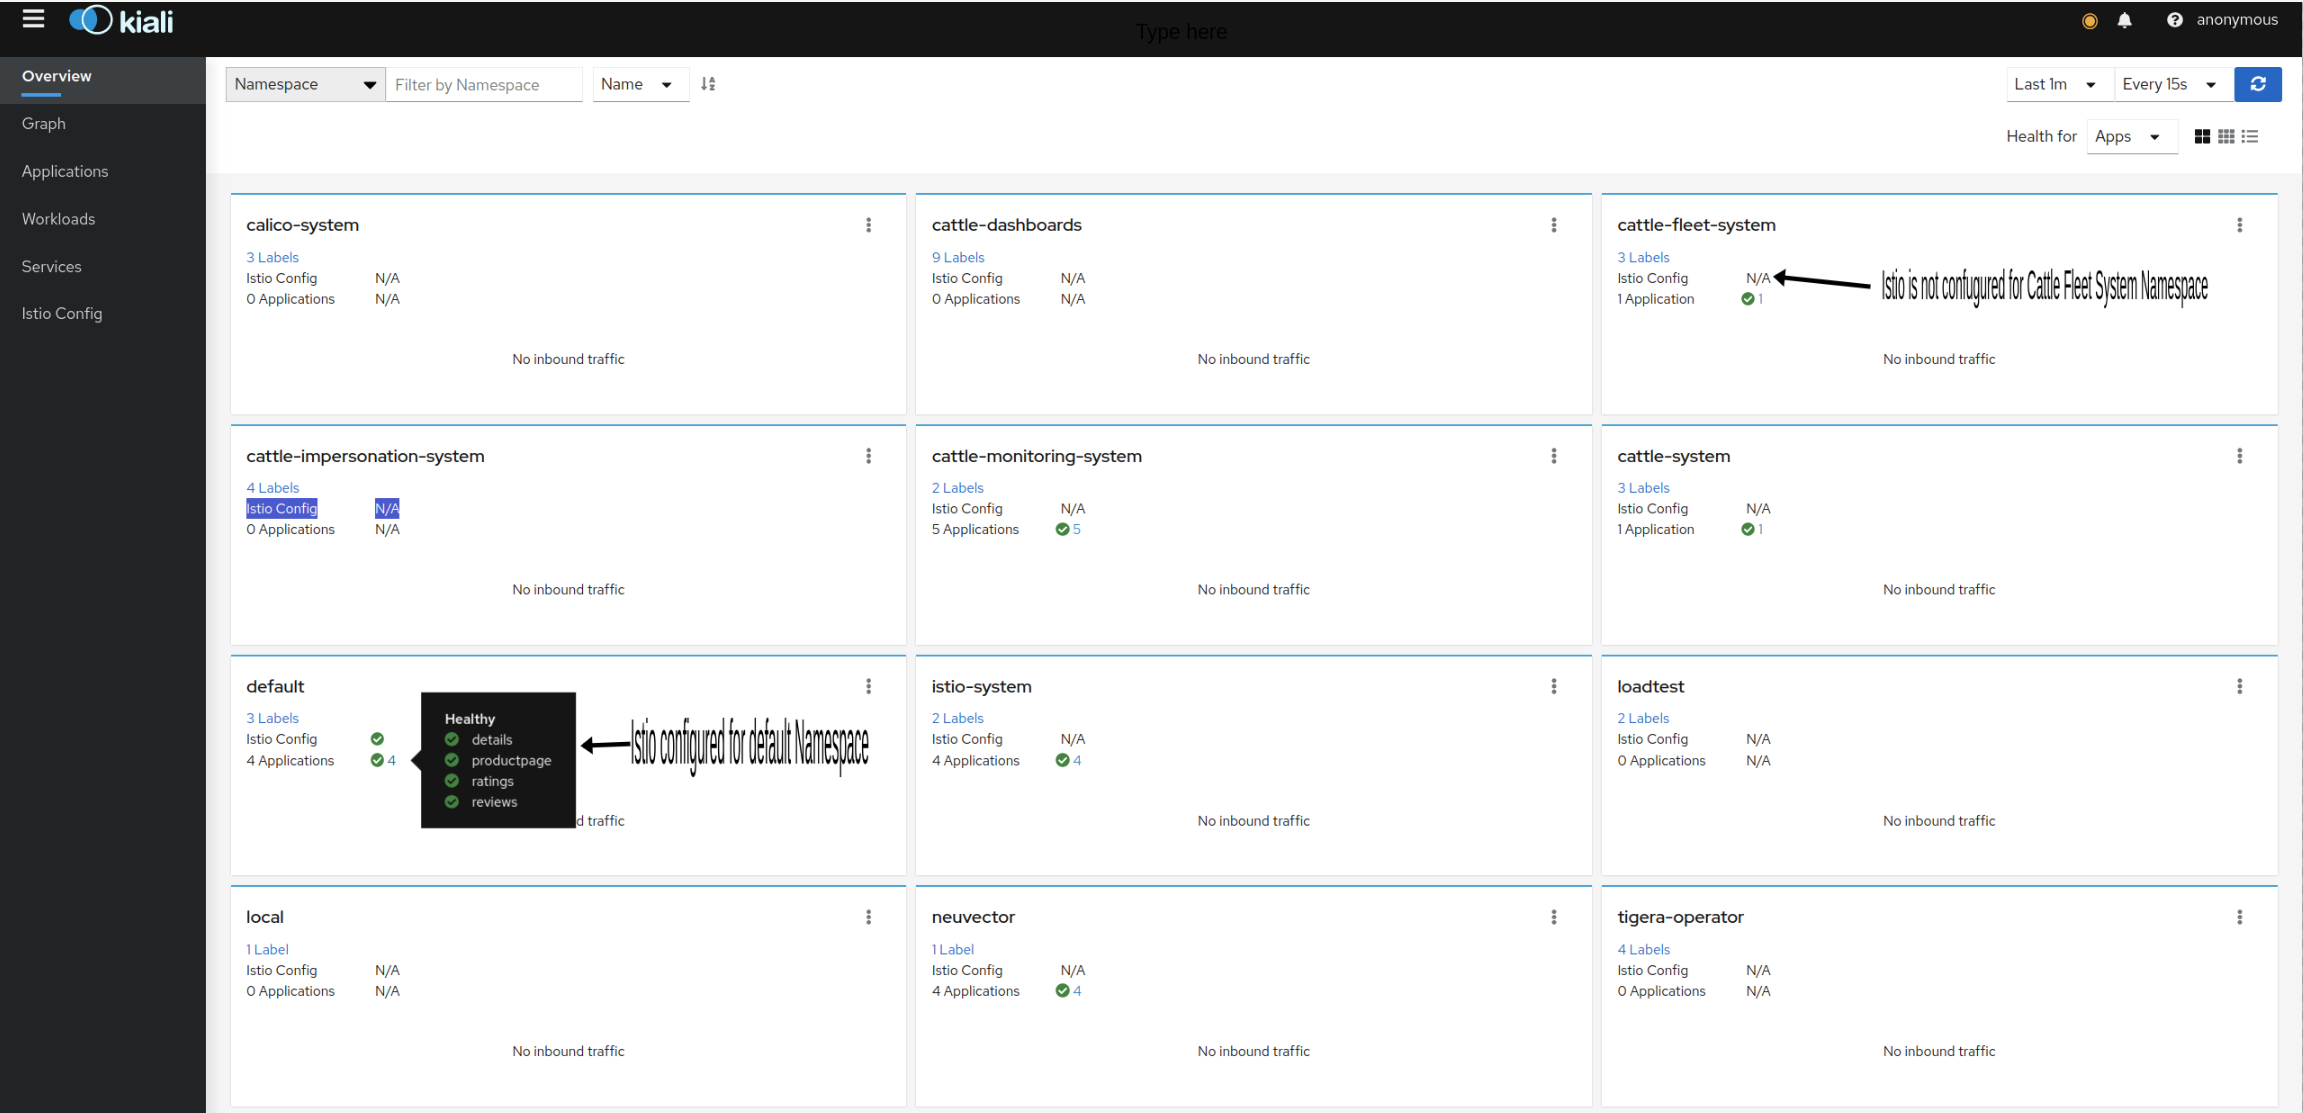 kiali
Type here
anonymous
Overview
Graph
Applications
Workloads
Services
Istio Config
Namespace
Filter by Namespace
Name
Last 1m
Every 15s
Health for
Apps
calico-system
3 Labels
Istio Config N/A
0 Applications N/A
No inbound traffic
cattle-dashboards
9 Labels
Istio Config N/A
0 Applications N/A
No inbound traffic
cattle-fleet-system
3 Labels
Istio Config N/A
1 Application 1
Istio is not confugured for Cattle Fleet System Namespace
No inbound traffic
cattle-impersonation-system
4 Labels
Istio Config N/A
0 Applications N/A
No inbound traffic
cattle-monitoring-system
2 Labels
Istio Config N/A
5 Applications 5
No inbound traffic
cattle-system
3 Labels
Istio Config N/A
1 Application 1
No inbound traffic
default
3 Labels
Istio Config
4 Applications 4
Healthy
details
productpage
ratings
reviews
Istio configured for default Namespace
d traffic
istio-system
2 Labels
Istio Config N/A
4 Applications 4
No inbound traffic
loadtest
2 Labels
Istio Config N/A
0 Applications N/A
No inbound traffic
local
1 Label
Istio Config N/A
0 Applications N/A
No inbound traffic
neuvector
1 Label
Istio Config N/A
4 Applications 4
No inbound traffic
tigera-operator
4 Labels
Istio Config N/A
0 Applications N/A
No inbound traffic